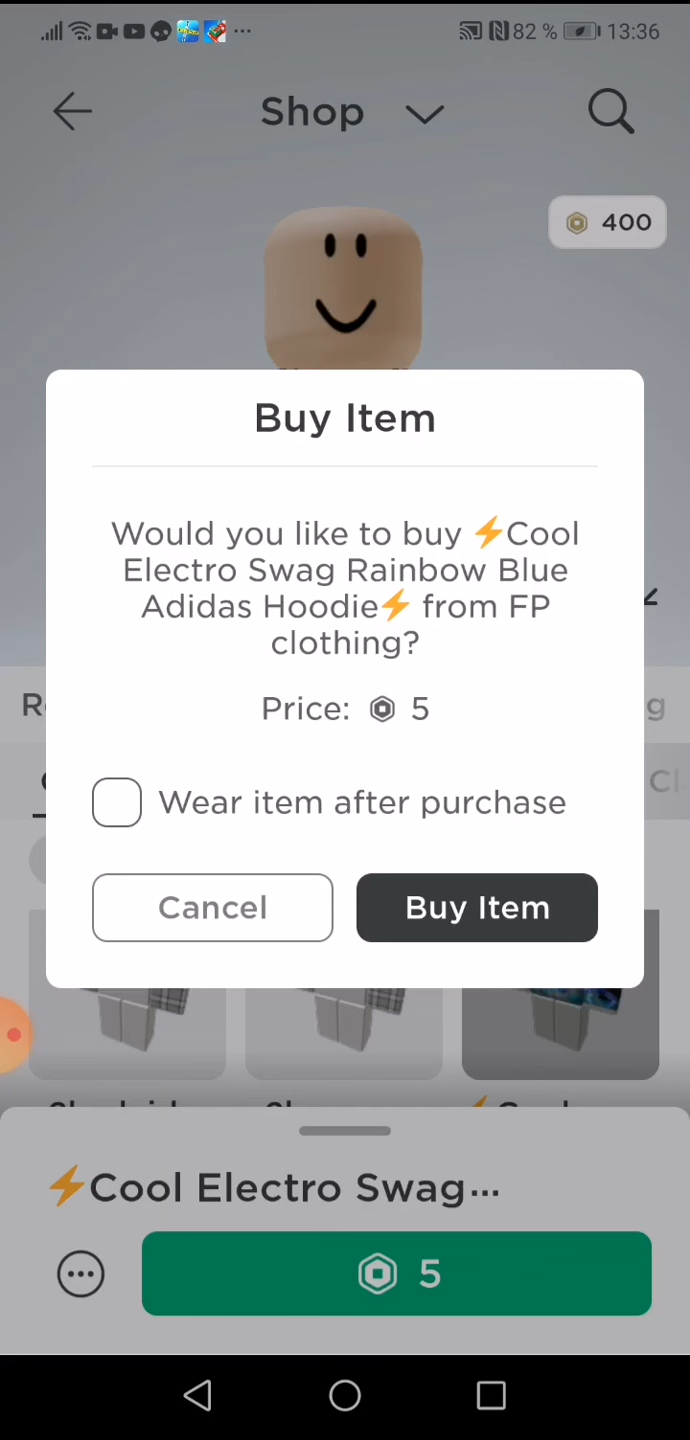 82 % 13:36
Shop
400
Buy Item
Would you like to buy ⚡Cool
Electro Swag Rainbow Blue
Adidas Hoodie⚡ from FP
clothing?
Price: 5
Wear item after purchase
Cancel Buy Item
⚡Cool Electro Swag...
5